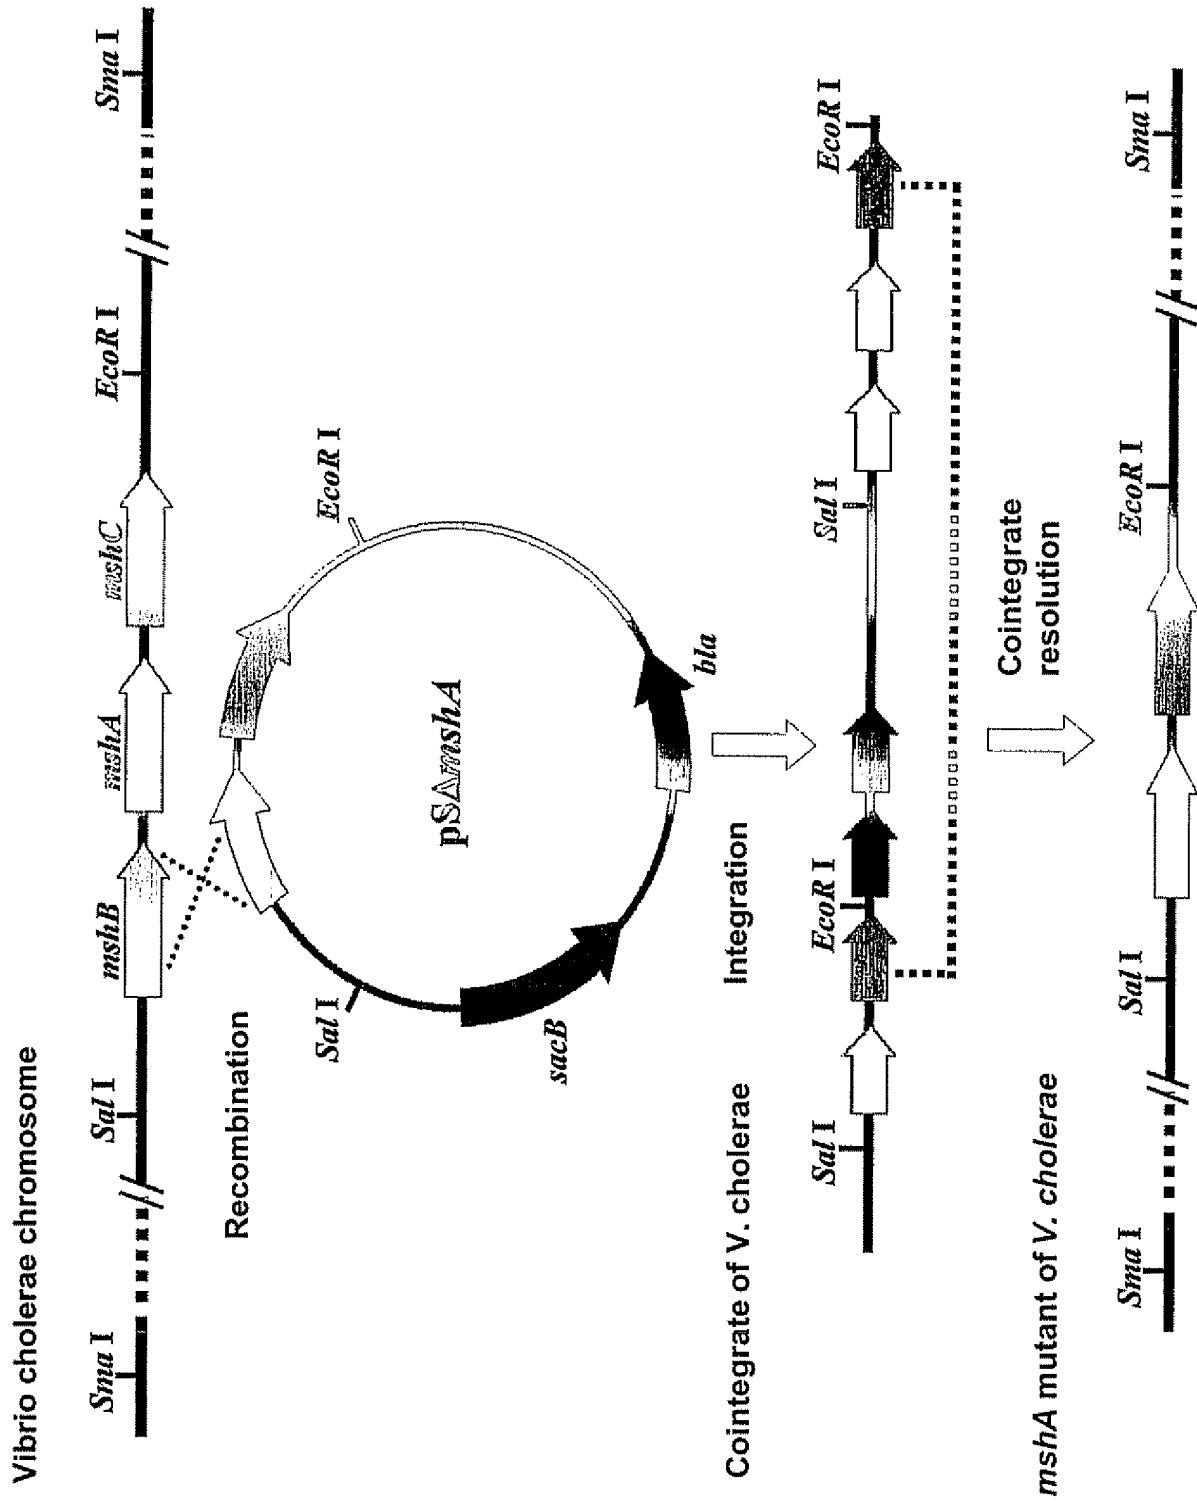 Vibrio cholerae chromosome
Sma I
Sal I
mshB
mshA
mshC
EcoR I
Sma I
Recombination
Sal I
sacB
pSΔmshA
EcoR I
bla
Integration
Cointegrate of V. cholerae
Sal I
EcoR I
Sal I
EcoR I
Cointegrate
resolution
mshA mutant of V. cholerae
Sma I
Sal I
EcoR I
Sma I